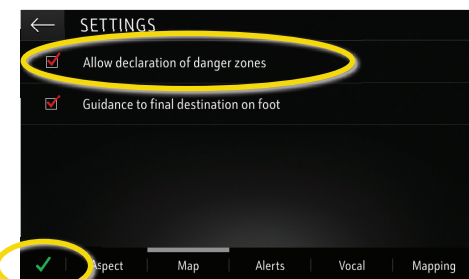 SETTINGS
Allow declaration of danger zones
Guidance to final destination on foot
Aspect Map Alerts Vocal Mapping